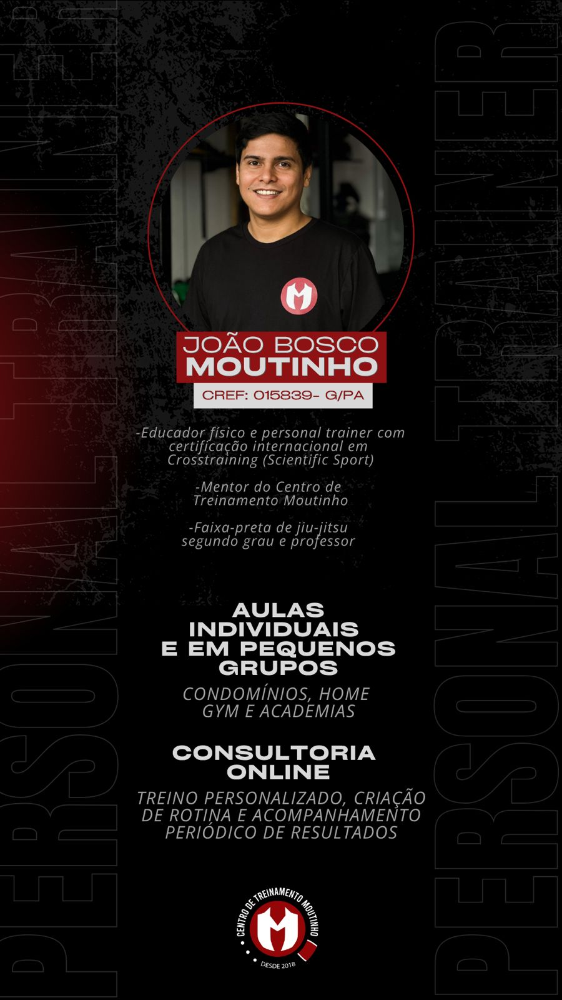 PERSONAL TRAINER
PERSONAL TRAINER
JOÃO BOSCO
MOUTINHO
CREF: 015839- G/PA
-Educador físico e personal trainer com
certificação internacional em
Crosstraining (Scientific Sport)
-Mentor do Centro de
Treinamento Moutinho
-Faixa-preta de jiu-jitsu
segundo grau e professor
AULAS
INDIVIDUAIS
E EM PEQUENOS
GRUPOS
CONDOMÍNIOS, HOME
GYM E ACADEMIAS
CONSULTORIA
ONLINE
TREINO PERSONALIZADO, CRIAÇÃO
DE ROTINA E ACOMPANHAMENTO
PERIÓDICO DE RESULTADOS
CENTRO DE TREINAMENTO MOUTINHO
M
DESDE 2018